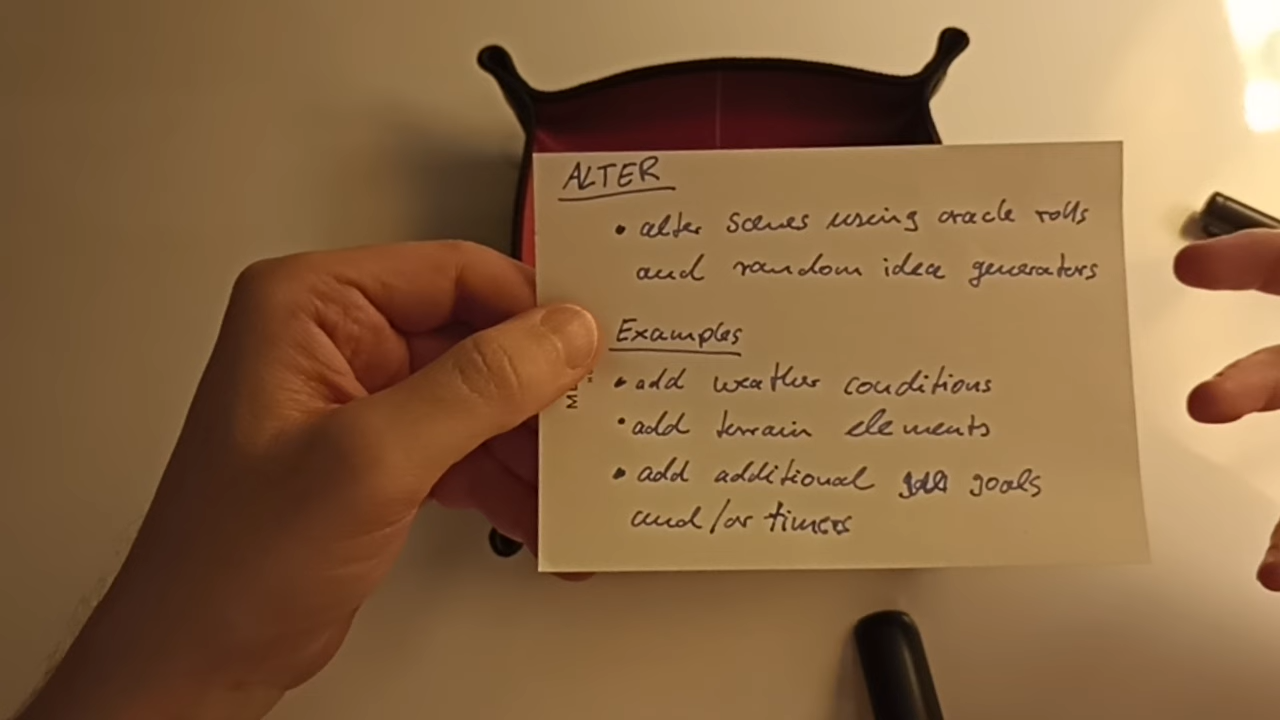 ALTER
• alter scenes using oracle rolls
and random idea generators
Examples
• add weather conditions
• add terrain elements
• add additional goals
and/or timers